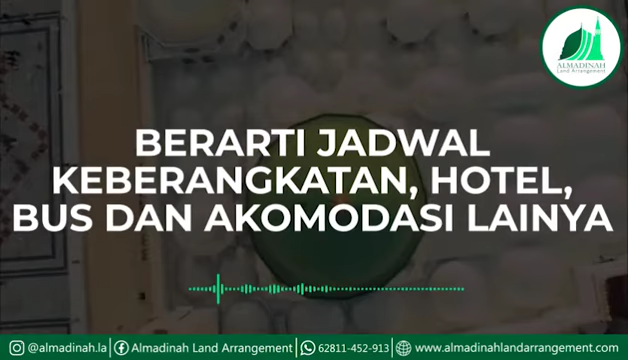 ALMADINAH
Land Arrangement
BERARTI JADWAL
KEBERANGKATAN, HOTEL,
BUS DAN AKOMODASI LAINYA
@almadinah.la | Almadinah Land Arrangement | 62811-452-913 | www.almadinahlandarrangement.com